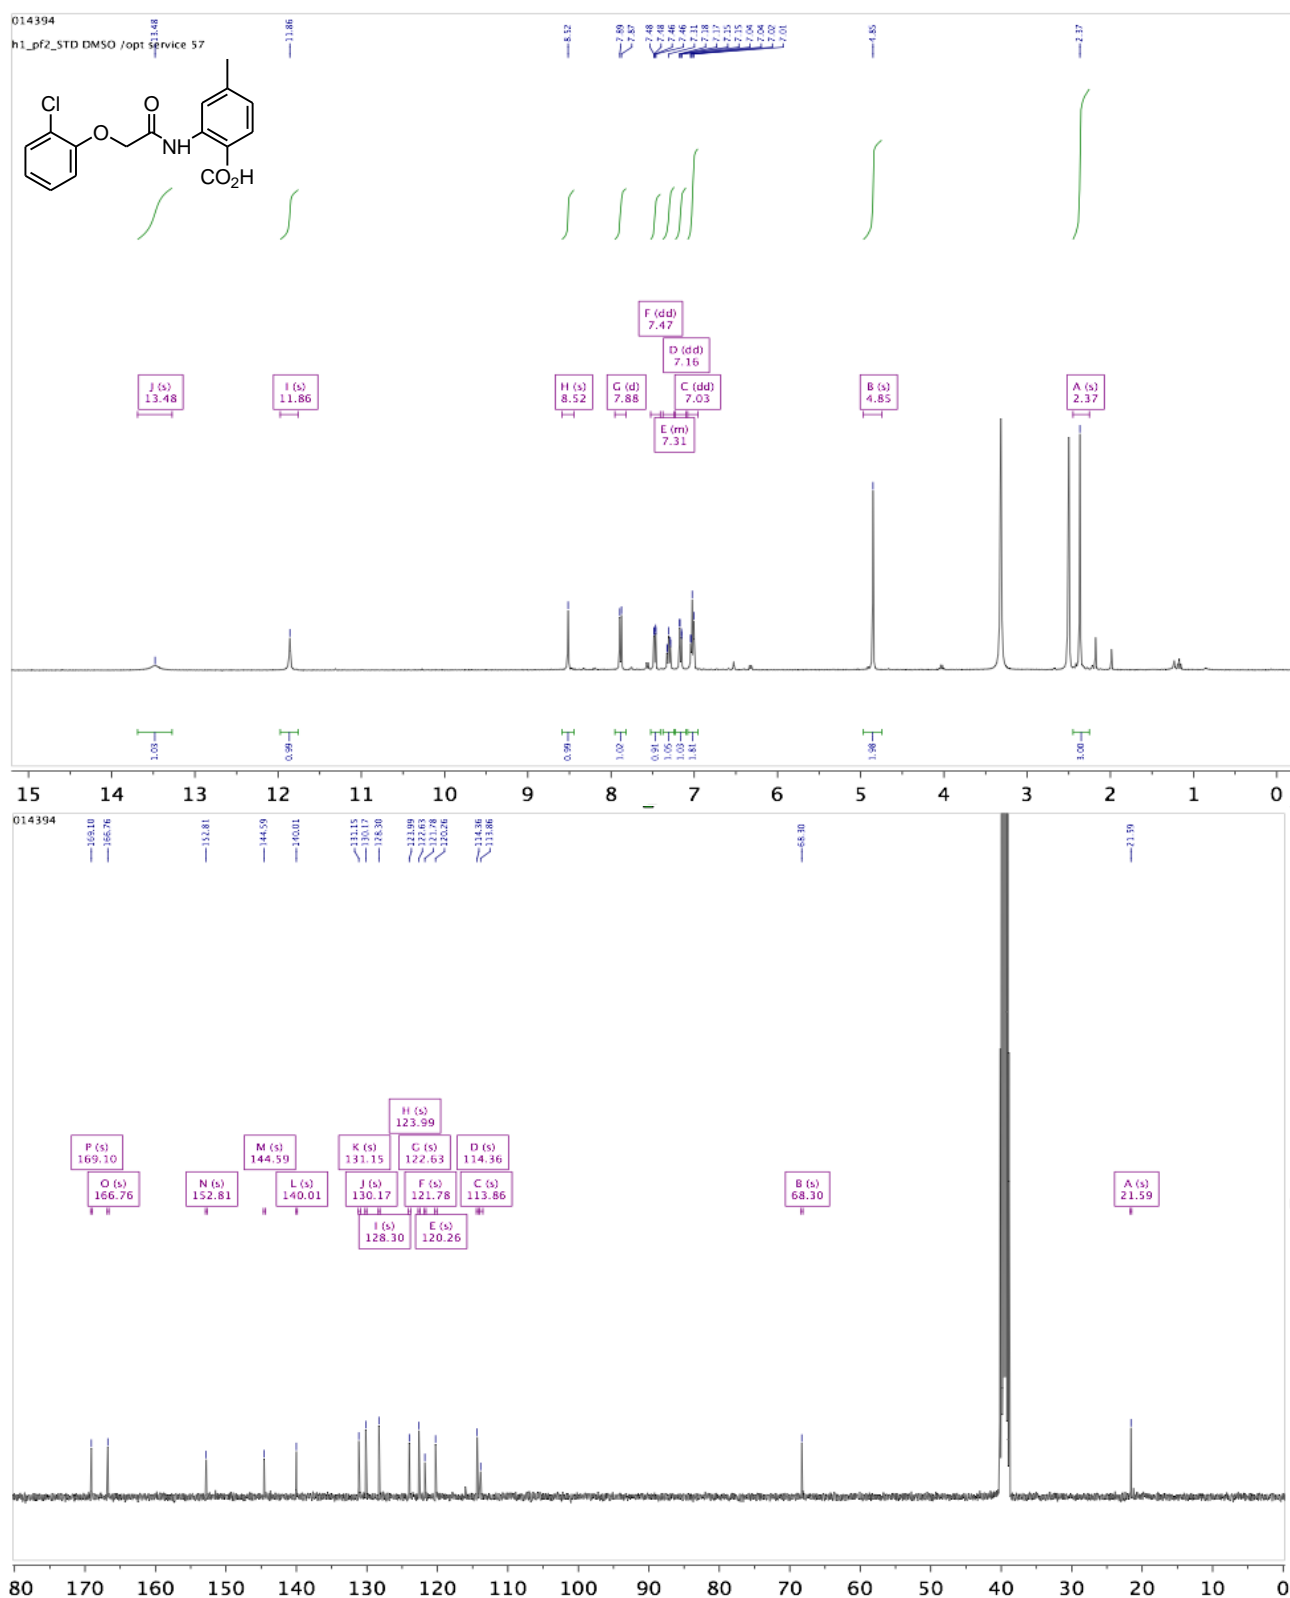 014394
h1_pf2_STD DMSO /opt service 57
13.48
11.86
8.52
7.89
7.87
7.48
7.48
7.46
7.46
7.31
7.18
7.17
7.15
7.15
7.04
7.04
7.02
7.01
4.85
2.37
Cl
O
O
NH
CO2H
F (dd)
7.47
D (dd)
7.16
J (s)
13.48
I (s)
11.86
H (s)
8.52
G (d)
7.88
C (dd)
7.03
B (s)
4.85
A (s)
2.37
E (m)
7.31
1.03
0.99
0.99
1.02
0.91
1.05
1.03
1.81
1.98
3.00
15 14 13 12 11 10 9 8 7 6 5 4 3 2 1 0
014394
169.10
166.76
152.81
144.59
140.01
131.15
130.17
128.30
123.99
122.63
121.78
120.26
114.36
113.86
68.30
21.59
H (s)
123.99
P (s)
169.10
M (s)
144.59
K (s)
131.15
G (s)
122.63
D (s)
114.36
O (s)
166.76
N (s)
152.81
L (s)
140.01
J (s)
130.17
F (s)
121.78
C (s)
113.86
B (s)
68.30
A (s)
21.59
I (s)
128.30
E (s)
120.26
80 170 160 150 140 130 120 110 100 90 80 70 60 50 40 30 20 10 0